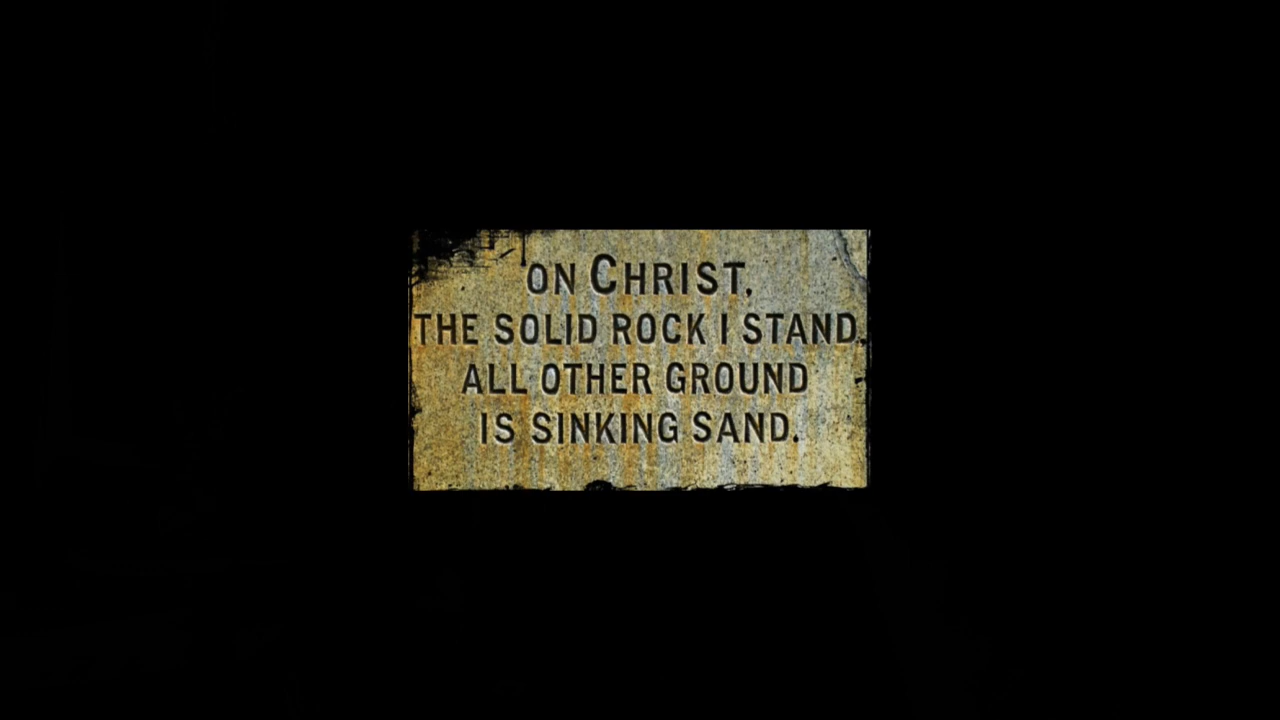 ON CHRIST,
THE SOLID ROCK I STAND.
ALL OTHER GROUND
IS SINKING SAND.